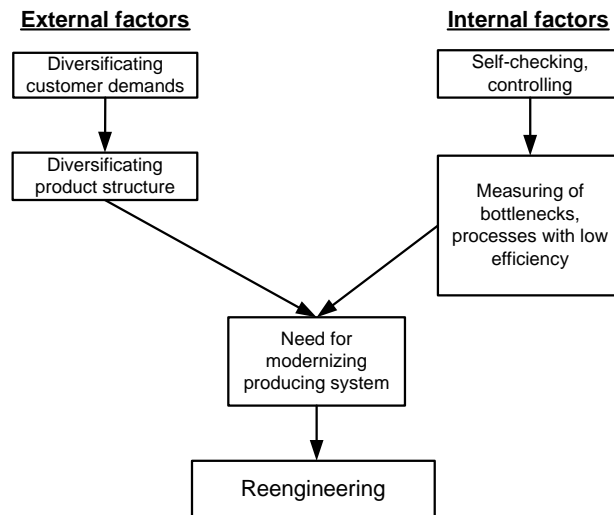 External factors
Diversificating
customer demands
Diversificating
product structure
Internal factors
Self-checking,
controlling
Measuring of
bottlenecks,
processes with low
efficiency
Need for
modernizing
producing system
Reengineering